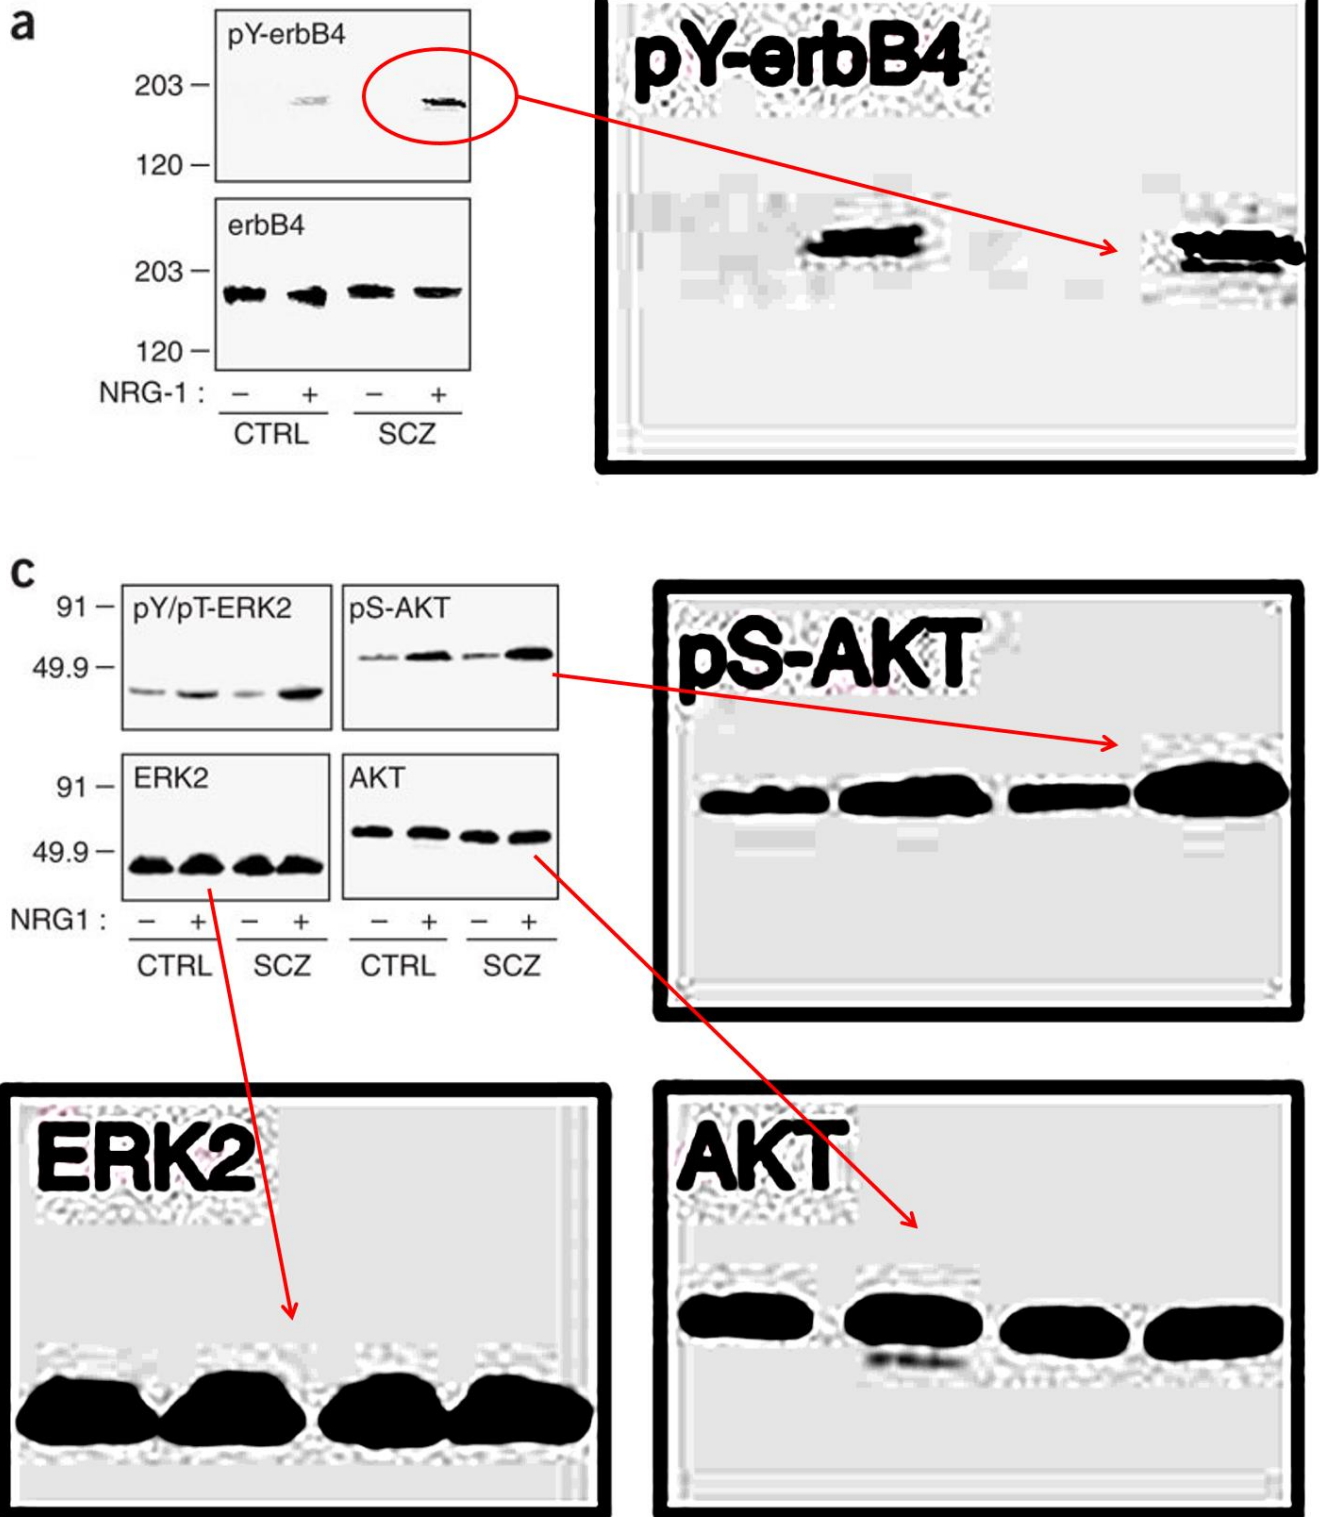 a
pY-erbB4
203
120
erbB4
203
120
NRG-1 : – + – +
CTRL SCZ
pY-erbB4
c
91
49.9
pY/pT-ERK2 pS-AKT
91
49.9
ERK2 AKT
NRG1 : – + – + – + – +
CTRL SCZ CTRL SCZ
pS-AKT
ERK2
AKT